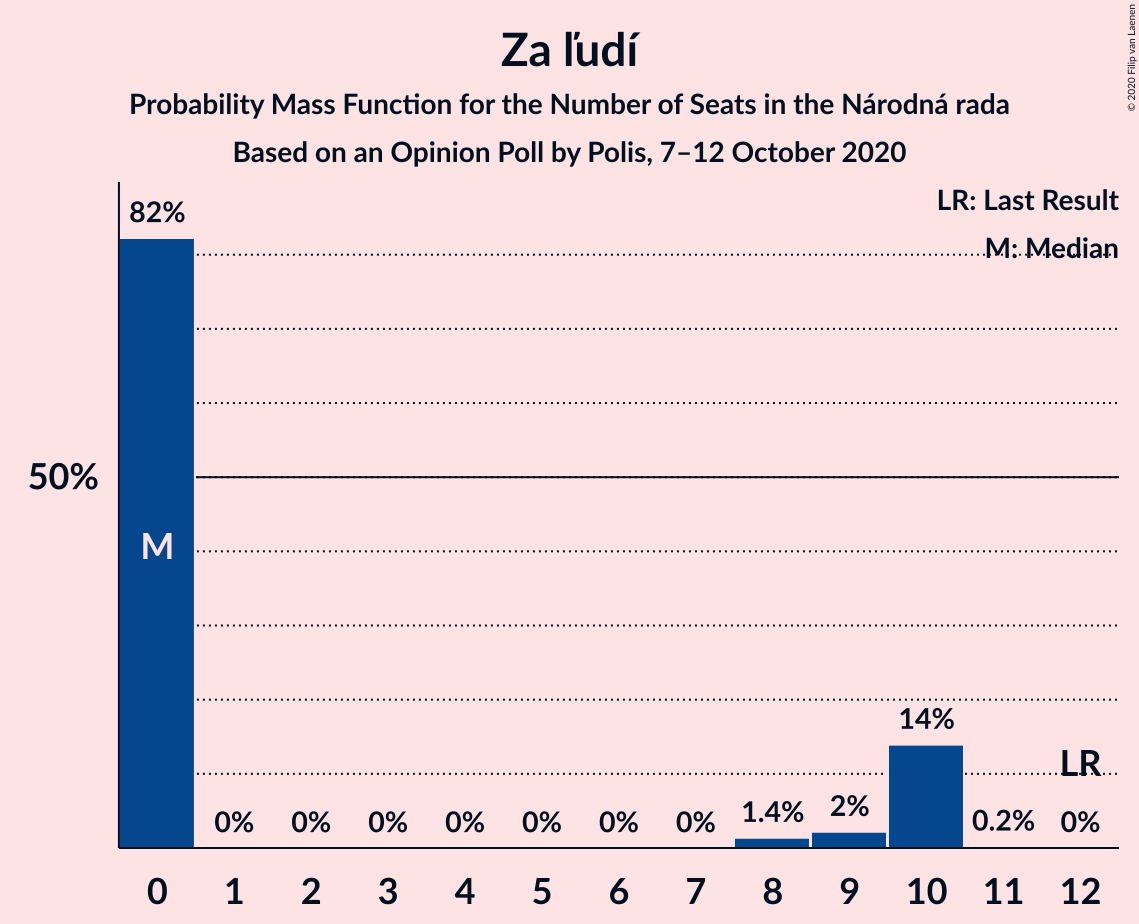 © 2020 Filip van Laenen
Za ľudí
Probability Mass Function for the Number of Seats in the Národná rada
Based on an Opinion Poll by Polis, 7–12 October 2020
LR: Last Result
M: Median
82%
50%
M
14%
LR
0% 0% 0% 0% 0% 0% 0% 1.4% 2% 0.2% 0%
0 1 2 3 4 5 6 7 8 9 10 11 12